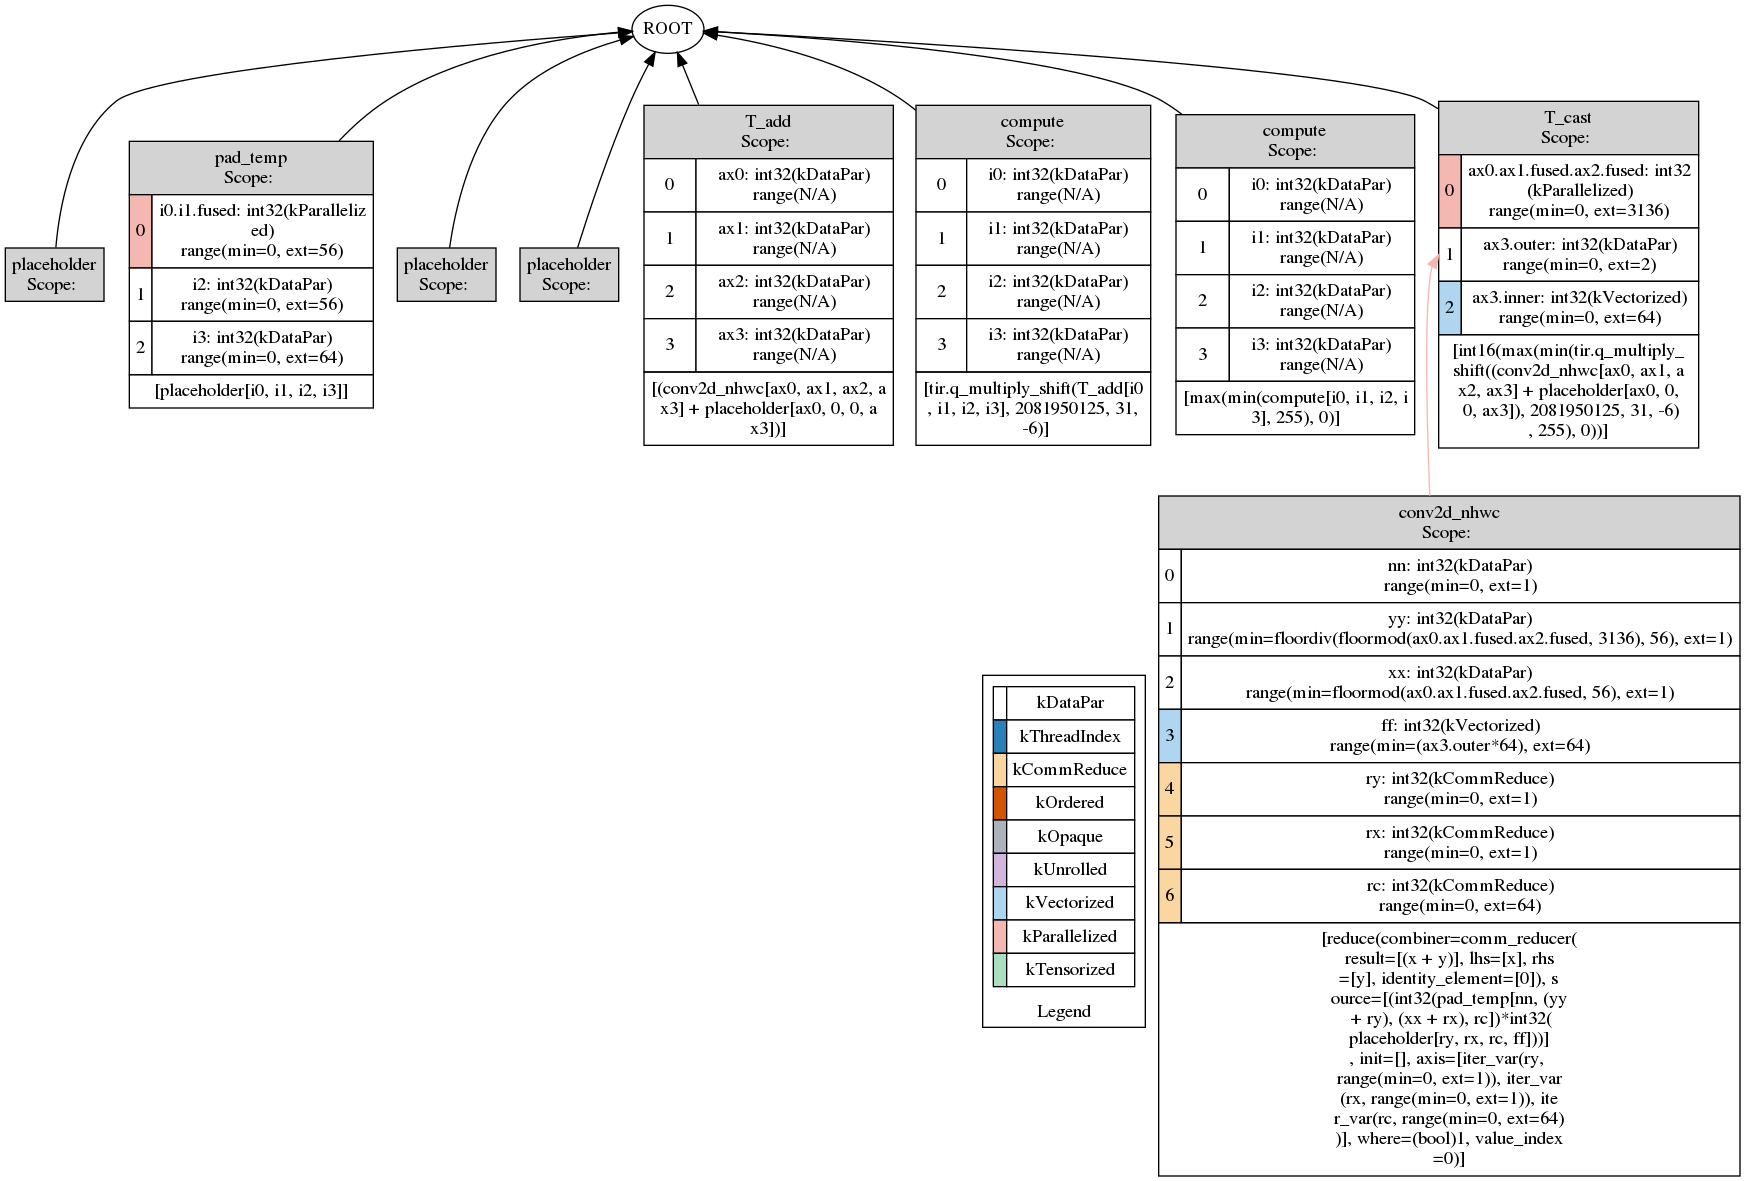 ROOT
placeholder
Scope:
pad_temp
Scope:
0
i0.i1.fused: int32(kParalleliz
ed)
range(min=0, ext=56)
1
i2: int32(kDataPar)
range(min=0, ext=56)
2
i3: int32(kDataPar)
range(min=0, ext=64)
[placeholder[i0, i1, i2, i3]]
placeholder
Scope:
placeholder
Scope:
T_add
Scope:
0
ax0: int32(kDataPar)
range(N/A)
1
ax1: int32(kDataPar)
range(N/A)
2
ax2: int32(kDataPar)
range(N/A)
3
ax3: int32(kDataPar)
range(N/A)
[(conv2d_nhwc[ax0, ax1, ax2, a
x3] + placeholder[ax0, 0, 0, a
x3])]
compute
Scope:
0
i0: int32(kDataPar)
range(N/A)
1
i1: int32(kDataPar)
range(N/A)
2
i2: int32(kDataPar)
range(N/A)
3
i3: int32(kDataPar)
range(N/A)
[tir.q_multiply_shift(T_add[i0
, i1, i2, i3], 2081950125, 31,
-6)]
compute
Scope:
0
i0: int32(kDataPar)
range(N/A)
1
i1: int32(kDataPar)
range(N/A)
2
i2: int32(kDataPar)
range(N/A)
3
i3: int32(kDataPar)
range(N/A)
[max(min(compute[i0, i1, i2, i
3], 255), 0)]
T_cast
Scope:
0
ax0.ax1.fused.ax2.fused: int32
(kParallelized)
range(min=0, ext=3136)
1
ax3.outer: int32(kDataPar)
range(min=0, ext=2)
2
ax3.inner: int32(kVectorized)
range(min=0, ext=64)
[int16(max(min(tir.q_multiply_
shift((conv2d_nhwc[ax0, ax1, a
x2, ax3] + placeholder[ax0, 0,
0, ax3]), 2081950125, 31, -6)
, 255), 0))]
conv2d_nhwc
Scope:
0
nn: int32(kDataPar)
range(min=0, ext=1)
1
yy: int32(kDataPar)
range(min=floordiv(floormod(ax0.ax1.fused.ax2.fused, 3136), 56), ext=1)
2
xx: int32(kDataPar)
range(min=floormod(ax0.ax1.fused.ax2.fused, 56), ext=1)
3
ff: int32(kVectorized)
range(min=(ax3.outer*64), ext=64)
4
ry: int32(kCommReduce)
range(min=0, ext=1)
5
rx: int32(kCommReduce)
range(min=0, ext=1)
6
rc: int32(kCommReduce)
range(min=0, ext=64)
[reduce(combiner=comm_reducer(
result=[(x + y)], lhs=[x], rhs
=[y], identity_element=[0]), s
ource=[(int32(pad_temp[nn, (yy
+ ry), (xx + rx), rc])*int32(
placeholder[ry, rx, rc, ff]))]
, init=[], axis=[iter_var(ry,
range(min=0, ext=1)), iter_var
(rx, range(min=0, ext=1)), ite
r_var(rc, range(min=0, ext=64)
)], where=(bool)1, value_index
=0)]
kDataPar
kThreadIndex
kCommReduce
kOrdered
kOpaque
kUnrolled
kVectorized
kParallelized
kTensorized
Legend